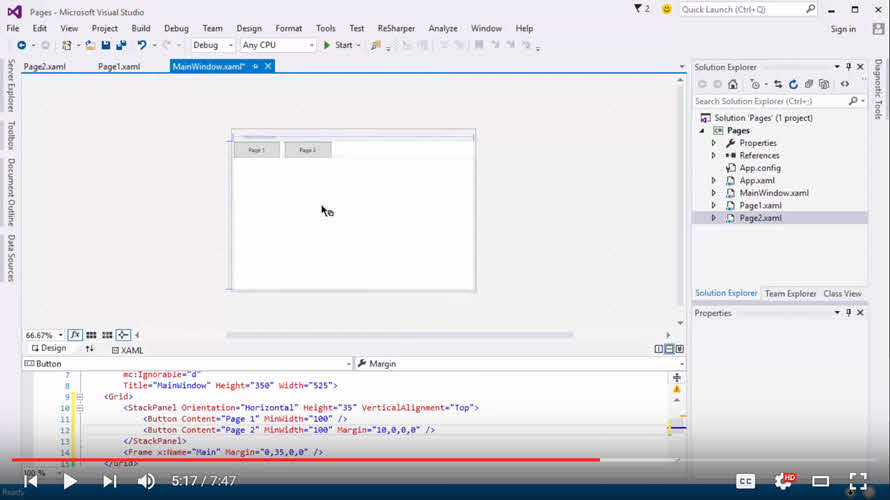 Pages - Microsoft Visual Studio
2
Quick Launch (Ctrl+Q)
File Edit View Project Build Debug Team Design Format Tools Test ReSharper Analyze Window Help
Sign in
Debug Any CPU Start
Server Explorer
Toolbox
Document Outline
Data Sources
Page2.xaml Page1.xaml MainWindow.xaml*
Page 1 Page 2
66.67%
Design XAML
Button Margin
7 mc:Ignorable="d"
8 Title="MainWindow" Height="350" Width="525">
9 <Grid>
10 <StackPanel Orientation="Horizontal" Height="35" VerticalAlignment="Top">
11 <Button Content="Page 1" MinWidth="100" />
12 <Button Content="Page 2" MinWidth="100" Margin="10,0,0,0" />
13 </StackPanel>
14 <Frame x:Name="Main" Margin="0,35,0,0" />
15 </Grid>
100 %
Ready
5:17 / 7:47
CC
HD
Solution Explorer
Search Solution Explorer (Ctrl+;)
Solution 'Pages' (1 project)
Pages
Properties
References
App.config
App.xaml
MainWindow.xaml
Page1.xaml
Page2.xaml
Solution Explorer Team Explorer Class View
Properties
Diagnostic Tools